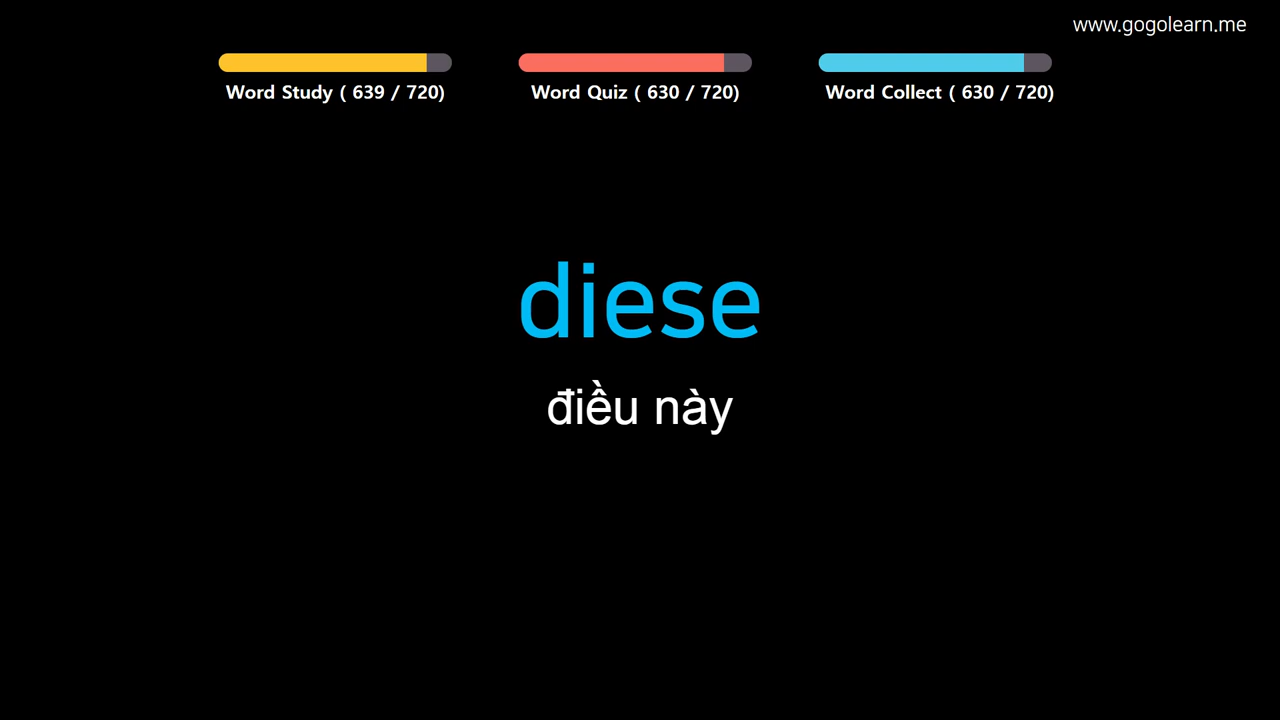 www.gogolearn.me
Word Study ( 639 / 720)
Word Quiz ( 630 / 720)
Word Collect ( 630 / 720)
diese
điều này